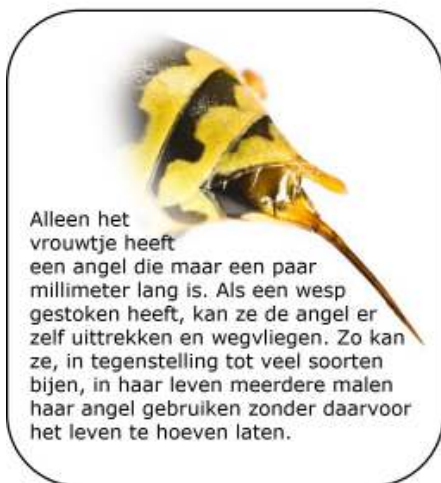 Alleen het
vrouwtje heeft
een angel die maar een paar
millimeter lang is. Als een wesp
gestoken heeft, kan ze de angel er
zelf uittrekken en wegvliegen. Zo kan
ze, in tegenstelling tot veel soorten
bijen, in haar leven meerdere malen
haar angel gebruiken zonder daarvoor
het leven te hoeven laten.